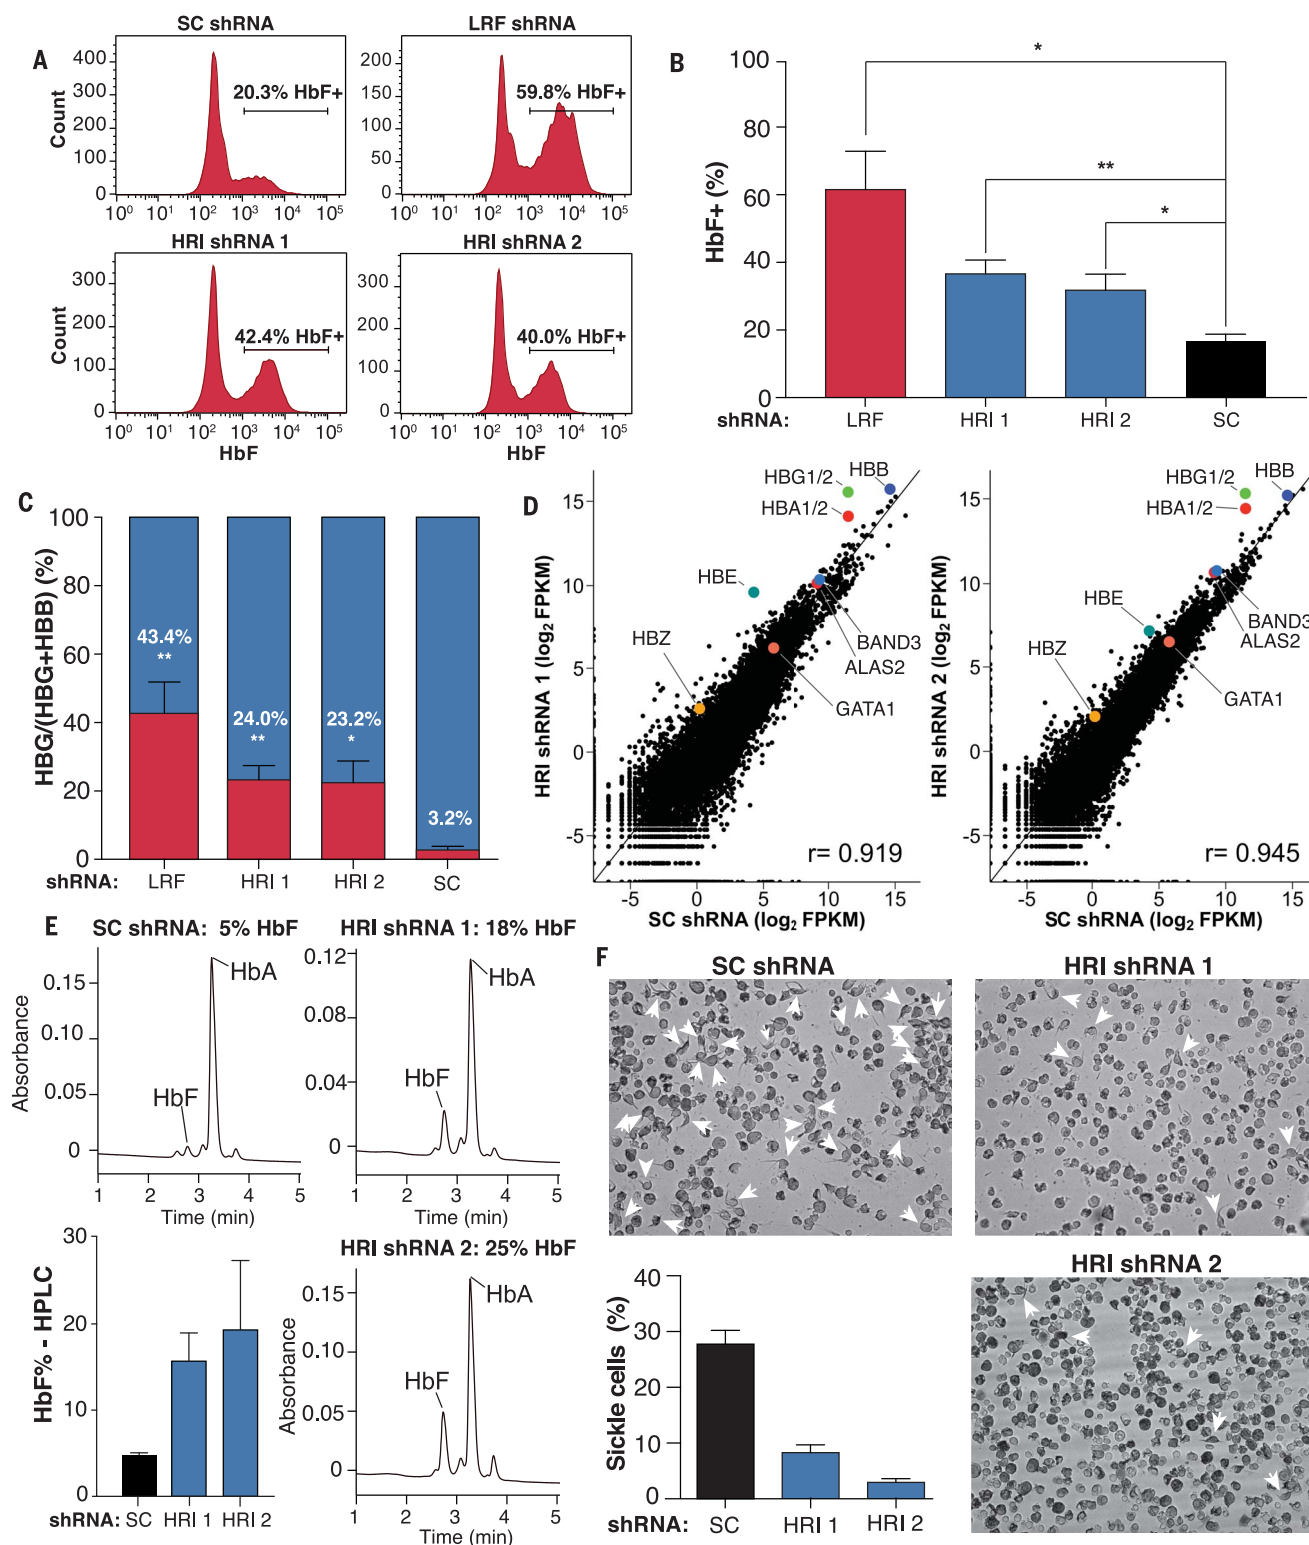 A
SC shRNA
Count
400
300
200
100
0
20.3% HbF+
10⁰ 10¹ 10² 10³ 10⁴ 10⁵
LRF shRNA
200
150
100
50
0
59.8% HbF+
10⁰ 10¹ 10² 10³ 10⁴ 10⁵
HRI shRNA 1
Count
300
200
100
0
42.4% HbF+
10⁰ 10¹ 10² 10³ 10⁴ 10⁵
HbF
HRI shRNA 2
300
200
100
0
40.0% HbF+
10⁰ 10¹ 10² 10³ 10⁴ 10⁵
HbF
B
HbF+ (%)
100
80
60
40
20
0
*
**
*
shRNA: LRF HRI 1 HRI 2 SC
C
HBG/(HBG+HBB) (%)
100
80
60
40
20
0
43.4%
**
24.0%
**
23.2%
*
3.2%
shRNA: LRF HRI 1 HRI 2 SC
D
HRI shRNA 1 (log₂ FPKM)
15
10
5
0
-5
HBG1/2
HBB
HBA1/2
HBE
HBZ
BAND3
ALAS2
GATA1
r= 0.919
-5 0 5 10 15
SC shRNA (log₂ FPKM)
HRI shRNA 2 (log₂ FPKM)
15
10
5
0
-5
HBB
HBG1/2
HBA1/2
HBE
HBZ
BAND3
ALAS2
GATA1
r= 0.945
-5 0 5 10 15
SC shRNA (log₂ FPKM)
E
SC shRNA: 5% HbF
Absorbance
0.15
0.10
0.05
0
HbA
HbF
1 2 3 4 5
Time (min)
HRI shRNA 1: 18% HbF
0.12
0.08
0.04
0
HbA
HbF
1 2 3 4 5
Time (min)
HbF% - HPLC
30
20
10
0
shRNA: SC HRI 1 HRI 2
HRI shRNA 2: 25% HbF
Absorbance
0.15
0.10
0.05
0
HbA
HbF
1 2 3 4 5
Time (min)
F
SC shRNA
HRI shRNA 1
HRI shRNA 2
Sickle cells (%)
40
30
20
10
0
shRNA: SC HRI 1 HRI 2